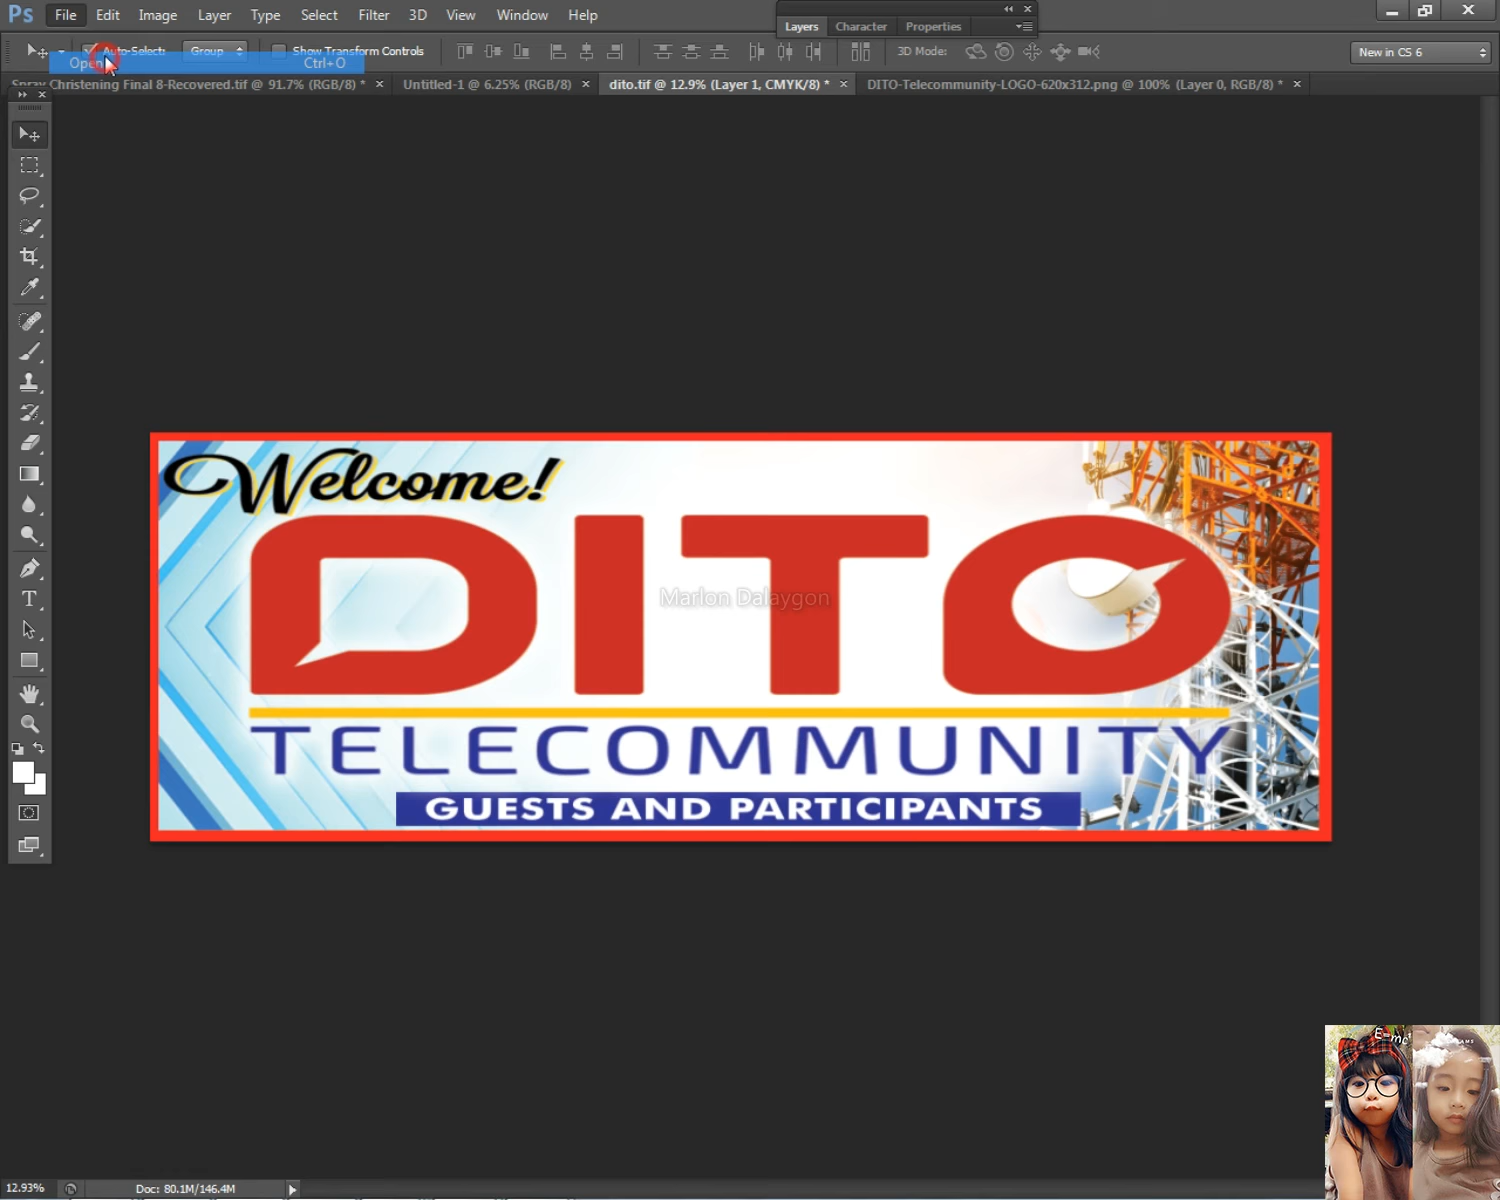 Ps File Edit Image Layer Type Select Filter 3D View Window Help
Layers Character Properties
Auto-Select: Group Show Transform Controls 3D Mode: New in CS 6
Open... Ctrl+O
Spray Christening Final 8-Recovered.tif @ 91.7% (RGB/8) * × Untitled-1 @ 6.25% (RGB/8) × dito.tif @ 12.9% (Layer 1, CMYK/8) * × DITO-Telecommunity-LOGO-620x312.png @ 100% (Layer 0, RGB/8) * ×
Welcome!
DITO
Marlon Dalaygon
TELECOMMUNITY
GUESTS AND PARTICIPANTS
12.93% Doc: 80.1M/146.4M